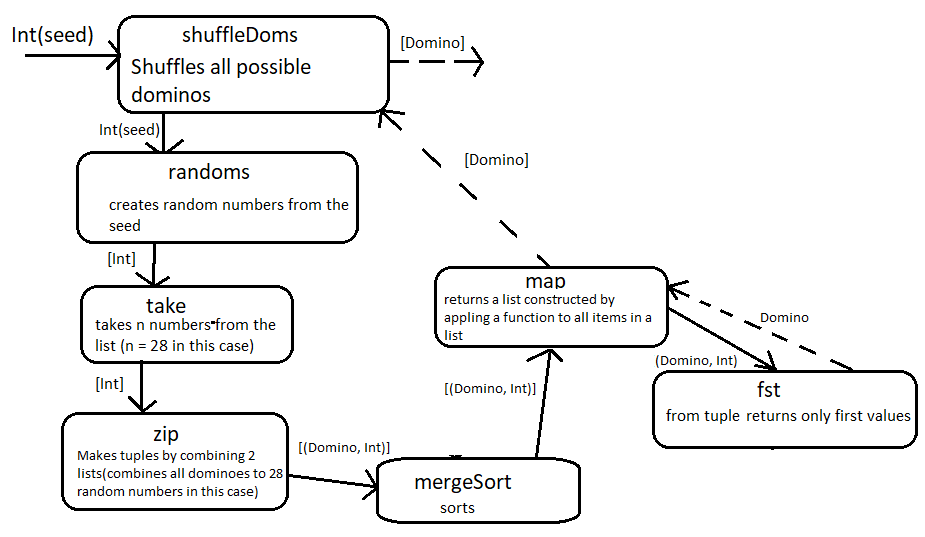 Int(seed)
shuffleDoms
Shuffles all possible
dominos
[Domino]
Int(seed)
[Domino]
randoms
creates random numbers from the
seed
[Int]
take
takes n numbers from the
list (n = 28 in this case)
[Int]
zip
Makes tuples by combining 2
lists(combines all dominoes to 28
random numbers in this case)
[(Domino, Int)]
mergeSort
sorts
[(Domino, Int)]
map
returns a list constructed by
appling a function to all items in a
list
Domino
(Domino, Int)
fst
from tuple returns only first values